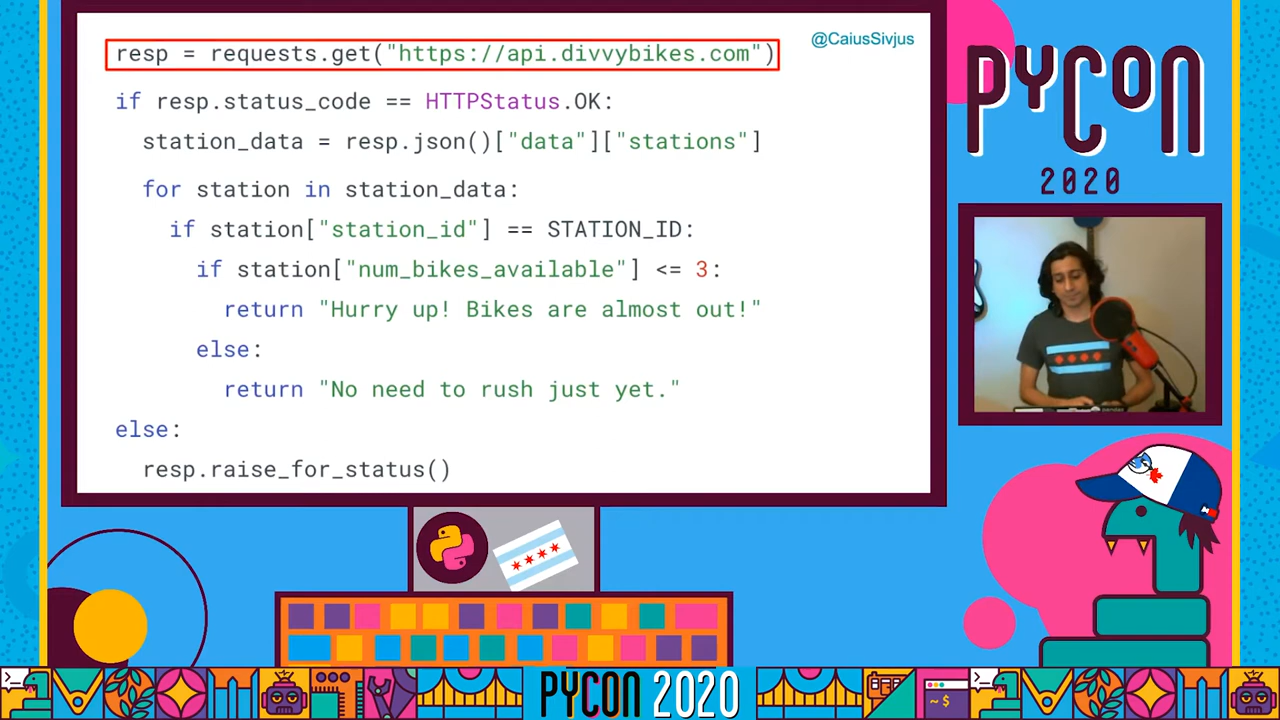 @CaiusSivjus
resp = requests.get("https://api.divvybikes.com")
if resp.status_code == HTTPStatus.OK:
station_data = resp.json()["data"]["stations"]
for station in station_data:
if station["station_id"] == STATION_ID:
if station["num_bikes_available"] <= 3:
return "Hurry up! Bikes are almost out!"
else:
return "No need to rush just yet."
else:
resp.raise_for_status()
PYCON
2020
PYCON 2020
>_
~$
>_